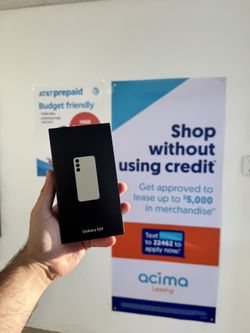 AT&T prepaid
Budget friendly
Shop
without
using credit*
Get approved to
lease up to $5,000
in merchandise**
Text
to 22462 to
apply now!
acima
Leasing
Galaxy S24